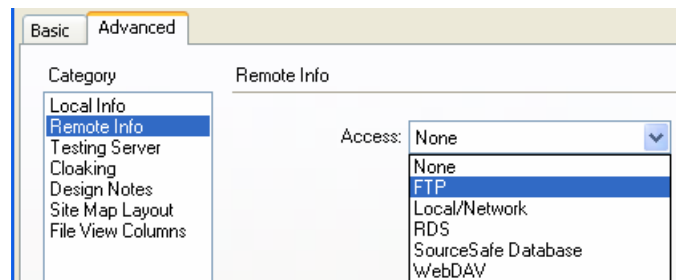 Basic Advanced
Category Remote Info
Local Info
Remote Info
Testing Server
Cloaking
Design Notes
Site Map Layout
File View Columns
Access: None
None
FTP
Local/Network
RDS
SourceSafe Database
WebDAV